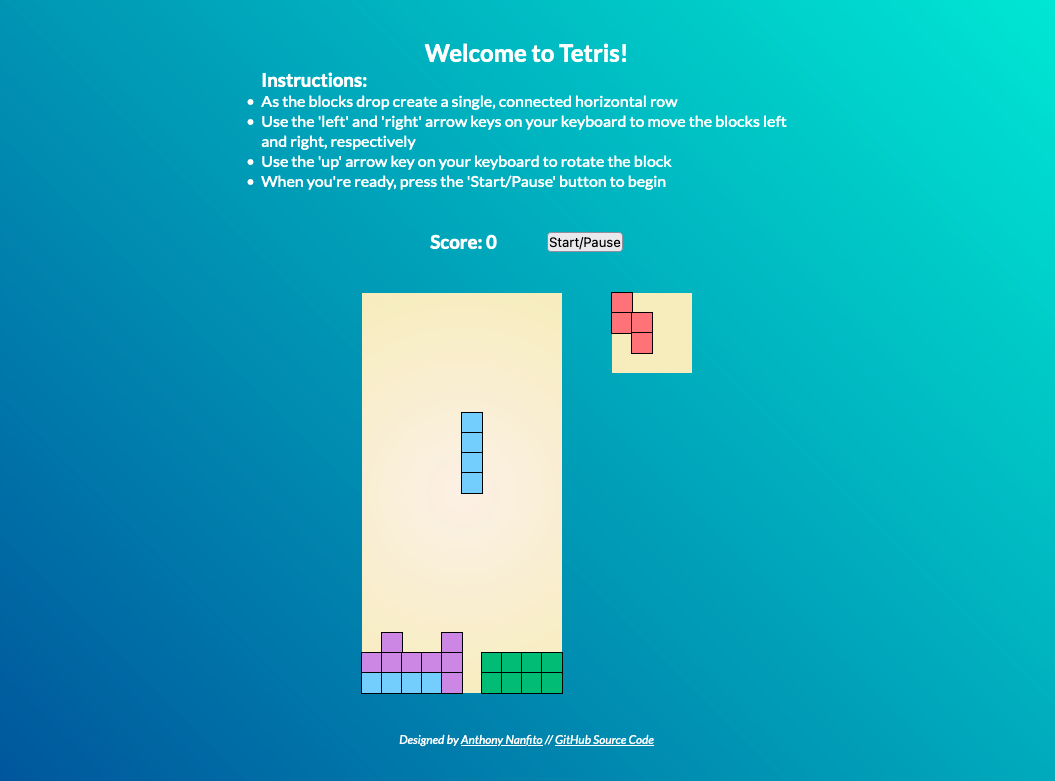 Welcome to Tetris!
Instructions:
• As the blocks drop create a single, connected horizontal row
• Use the 'left' and 'right' arrow keys on your keyboard to move the blocks left
and right, respectively
• Use the 'up' arrow key on your keyboard to rotate the block
• When you're ready, press the 'Start/Pause' button to begin
Score: 0 Start/Pause
Designed by Anthony Nanfito // GitHub Source Code